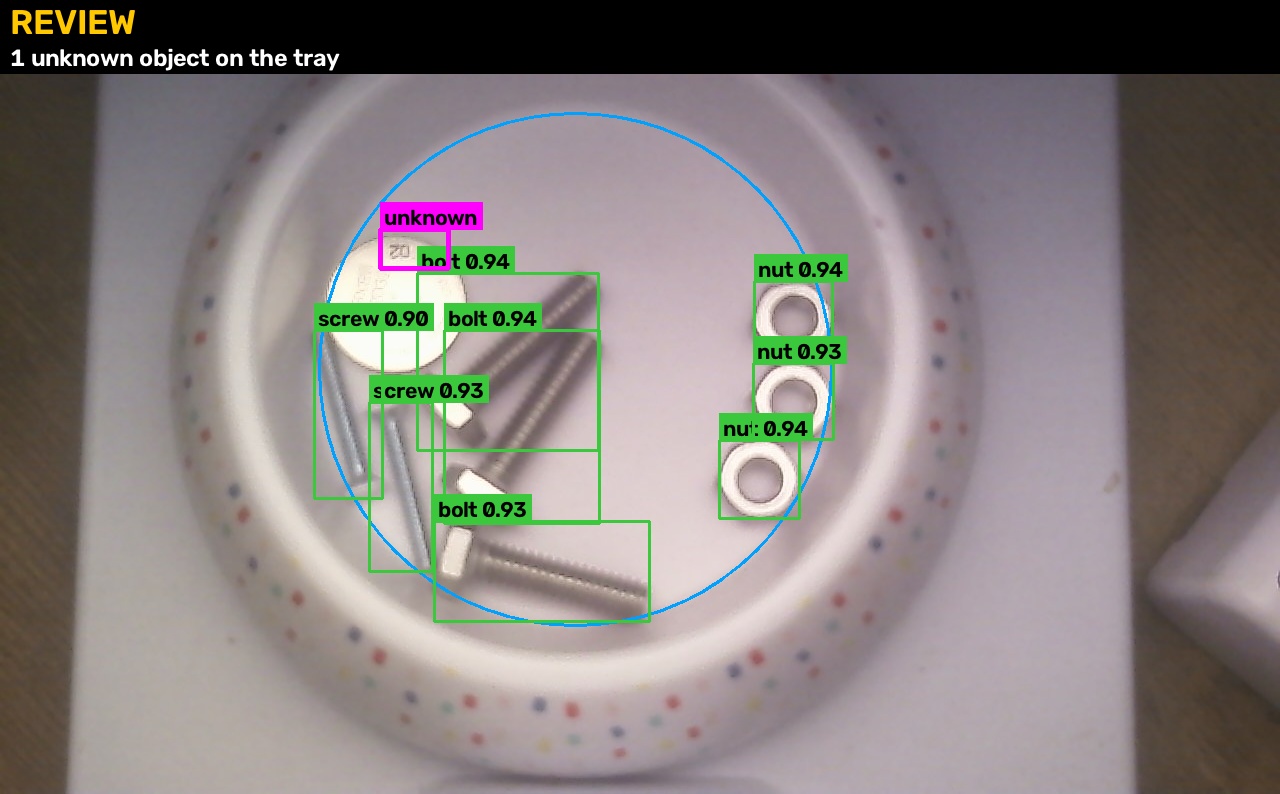 REVIEW
1 unknown object on the tray
unknown
bolt 0.94
nut 0.94
screw 0.90
bolt 0.94
nut 0.93
screw 0.93
nut 0.94
bolt 0.93